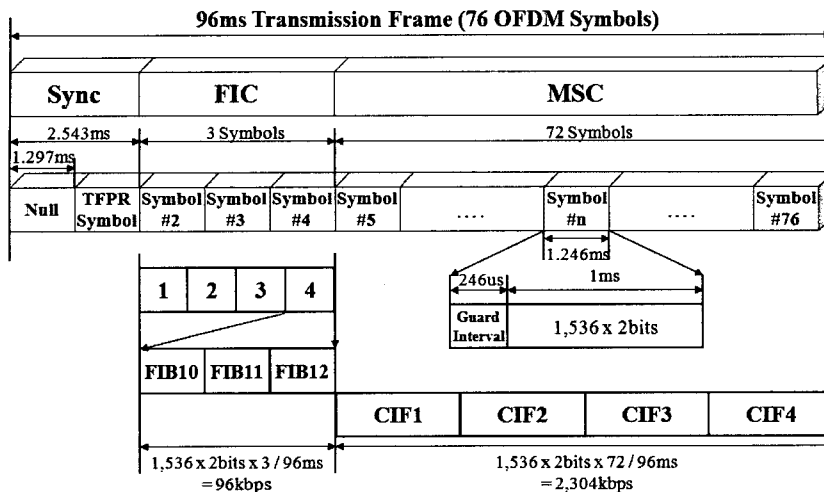 96ms Transmission Frame (76 OFDM Symbols)
Sync
FIC
MSC
2.543ms
3 Symbols
72 Symbols
1.297ms
Null
TFPR
Symbol
Symbol
#2
Symbol
#3
Symbol
#4
Symbol
#5
....
Symbol
#n
....
Symbol
#76
1.246ms
1
2
3
4
246us
1ms
Guard
Interval
1,536 x 2bits
FIB10
FIB11
FIB12
CIF1
CIF2
CIF3
CIF4
1,536 x 2bits x 3 / 96ms
= 96kbps
1,536 x 2bits x 72 / 96ms
= 2,304kbps